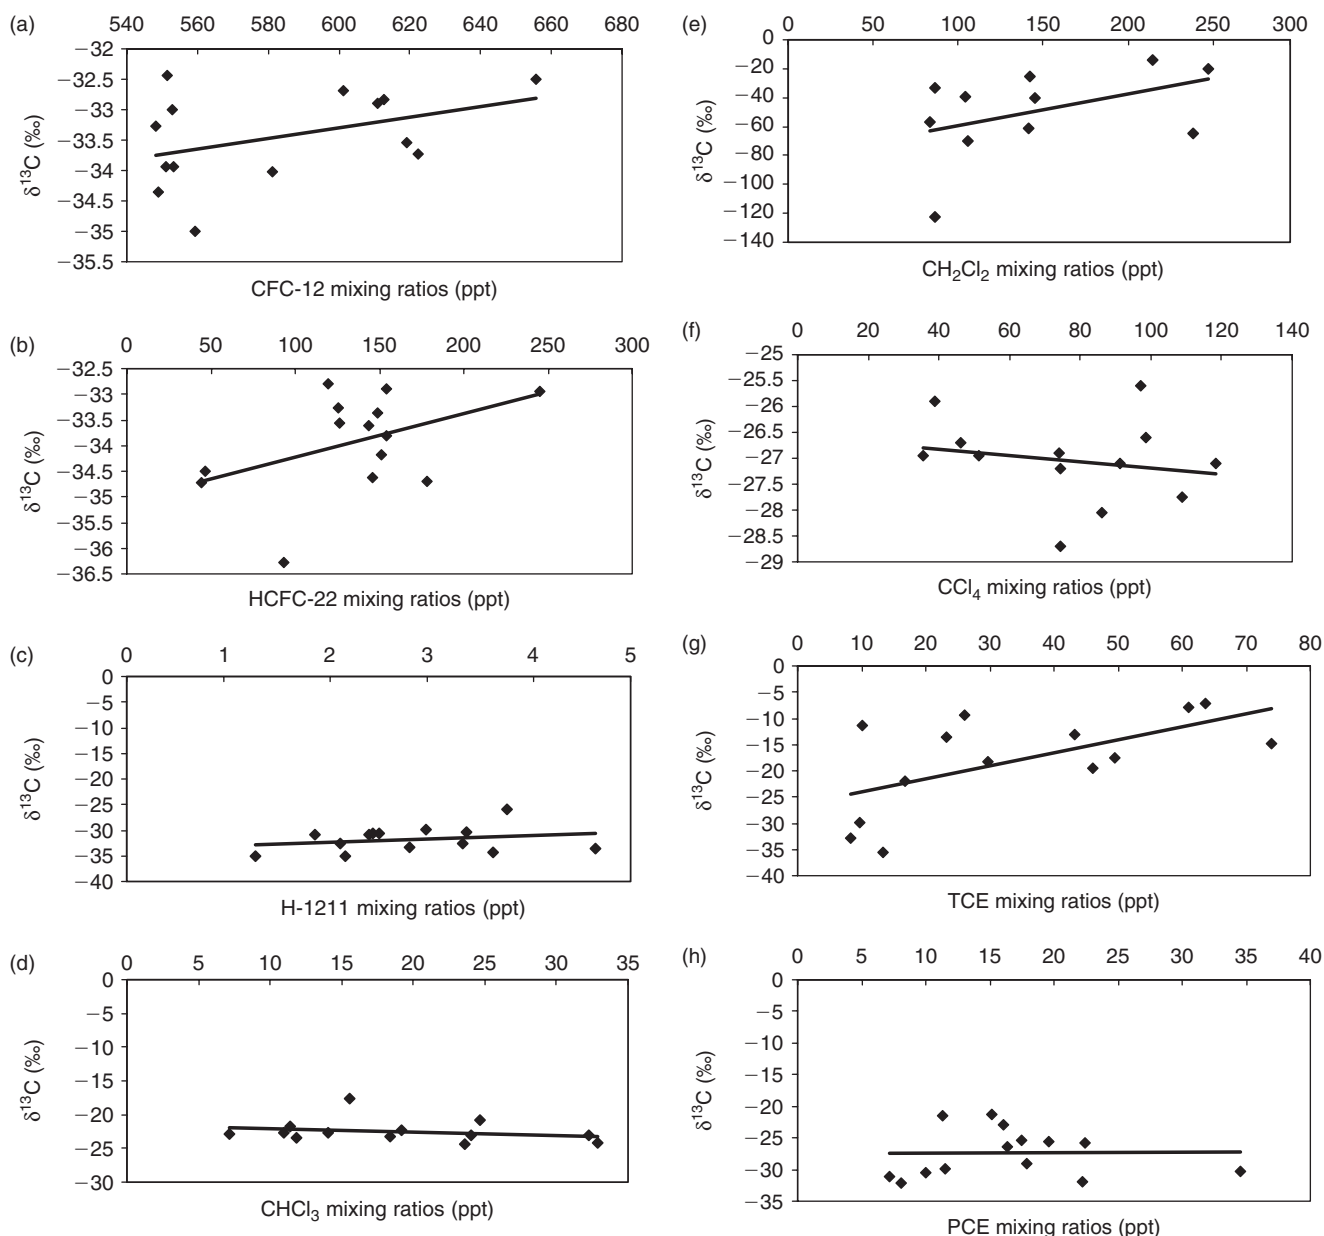 (a)
540 560 580 600 620 640 660 680
−32
−32.5
−33
−33.5
−34
−34.5
−35
−35.5
δ¹³C (‰)
CFC-12 mixing ratios (ppt)
(b)
0 50 100 150 200 250 300
−32.5
−33
−33.5
−34
−34.5
−35
−35.5
−36
−36.5
δ¹³C (‰)
HCFC-22 mixing ratios (ppt)
(c)
0 1 2 3 4 5
0
−5
−10
−15
−20
−25
−30
−35
−40
δ¹³C (‰)
H-1211 mixing ratios (ppt)
(d)
0 5 10 15 20 25 30 35
0
−5
−10
−15
−20
−25
−30
δ¹³C (‰)
CHCl₃ mixing ratios (ppt)
(e)
0 50 100 150 200 250 300
0
−20
−40
−60
−80
−100
−120
−140
δ¹³C (‰)
CH₂Cl₂ mixing ratios (ppt)
(f)
0 20 40 60 80 100 120 140
−25
−25.5
−26
−26.5
−27
−27.5
−28
−28.5
−29
δ¹³C (‰)
CCl₄ mixing ratios (ppt)
(g)
0 10 20 30 40 50 60 70 80
0
−5
−10
−15
−20
−25
−30
−35
−40
δ¹³C (‰)
TCE mixing ratios (ppt)
(h)
0 5 10 15 20 25 30 35 40
0
−5
−10
−15
−20
−25
−30
−35
δ¹³C (‰)
PCE mixing ratios (ppt)